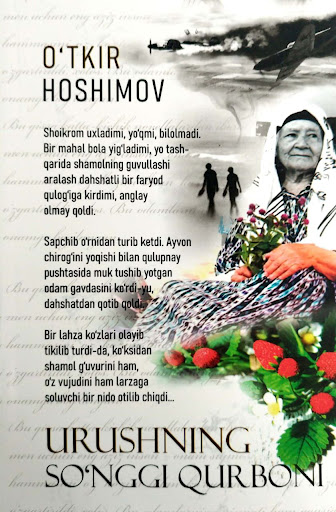 O‘TKIR
HOSHIMOV
Shoikrom uxladimi, yo‘qmi, bilolmadi.
Bir mahal bola yig‘ladimi, yo tash-
qarida shamolning guvullashi
aralash dahshatli bir faryod
qulog‘iga kirdimi, anglay
olmay qoldi.
Sapchib o‘rnidan turib ketdi. Ayvon
chirog‘ini yoqishi bilan qulupnay
pushtasida muk tushib yotgan
odam gavdasini ko‘rdi-yu,
dahshatdan qotib qoldi.
Bir lahza ko‘zlari olayib
tikilib turdi-da, ko‘ksidan
shamol g‘uvurini ham,
o‘z vujudini ham larzaga
soluvchi bir nido otilib chiqdi...
URUSHNING
SO‘NGGI QURBONI